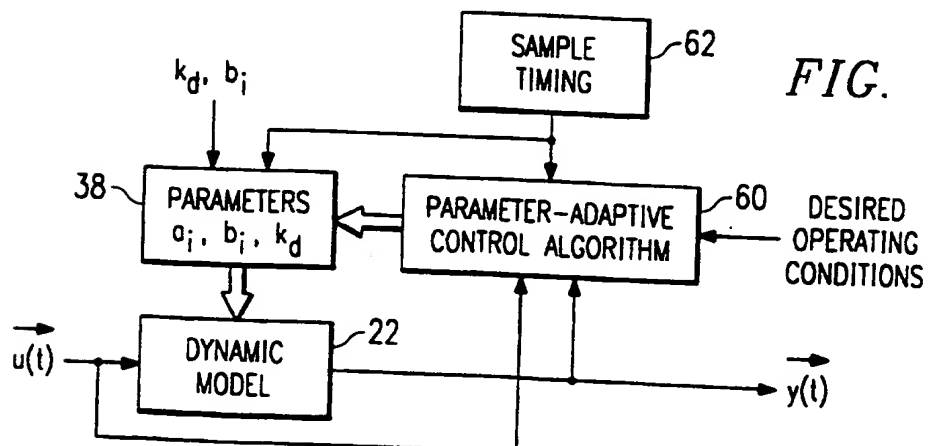 SAMPLE
TIMING
62
FIG.
k_d, b_i
38
PARAMETERS
a_i, b_i, k_d
PARAMETER-ADAPTIVE
CONTROL ALGORITHM
60
DESIRED
OPERATING
CONDITIONS
u(t)
DYNAMIC
MODEL
22
y(t)